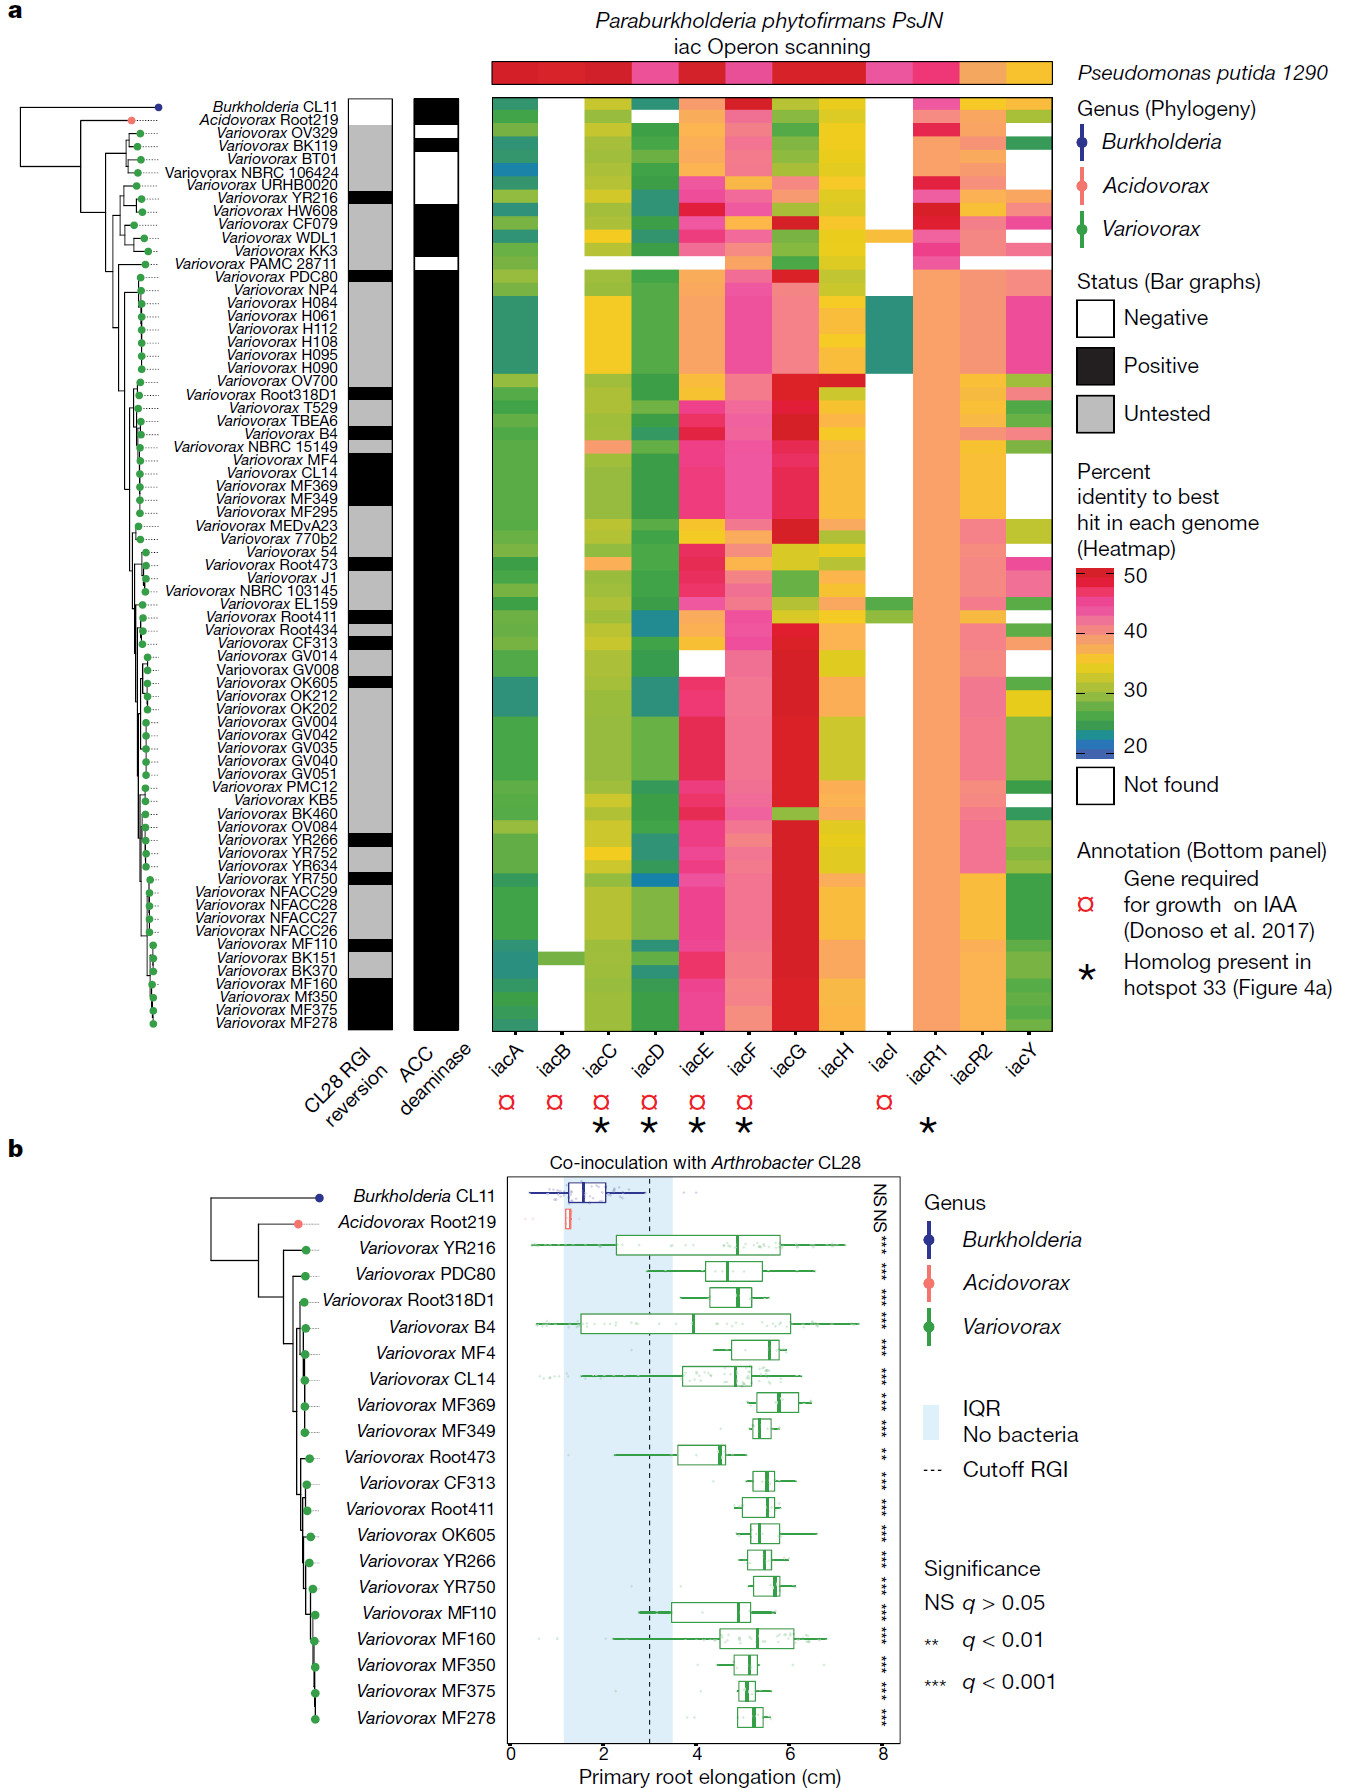 a
Paraburkholderia phytofirmans PsJN
iac Operon scanning
Pseudomonas putida 1290
Burkholderia CL11
Acidovorax Root219
Variovorax OV329
Variovorax BK119
Variovorax BT01
Variovorax NBRC 106424
Variovorax URHB0020
Variovorax YR216
Variovorax HW608
Variovorax CF079
Variovorax WDL1
Variovorax KK3
Variovorax PAMC 28711
Variovorax PDC80
Variovorax NP4
Variovorax H084
Variovorax H061
Variovorax H112
Variovorax H108
Variovorax H095
Variovorax H090
Variovorax OV700
Variovorax Root318D1
Variovorax T529
Variovorax TBEA6
Variovorax B4
Variovorax NBRC 15149
Variovorax MF4
Variovorax CL14
Variovorax MF369
Variovorax MF349
Variovorax MF295
Variovorax MEDvA23
Variovorax 770b2
Variovorax 54
Variovorax Root473
Variovorax J1
Variovorax NBRC 103145
Variovorax EL159
Variovorax Root411
Variovorax Root434
Variovorax CF313
Variovorax GV014
Variovorax GV008
Variovorax OK605
Variovorax OK212
Variovorax OK202
Variovorax GV004
Variovorax GV042
Variovorax GV035
Variovorax GV040
Variovorax GV051
Variovorax PMC12
Variovorax KB5
Variovorax BK460
Variovorax OV084
Variovorax YR266
Variovorax YR752
Variovorax YR634
Variovorax YR750
Variovorax NFACC29
Variovorax NFACC28
Variovorax NFACC27
Variovorax NFACC26
Variovorax MF110
Variovorax BK151
Variovorax BK370
Variovorax MF160
Variovorax Mf350
Variovorax MF375
Variovorax MF278
CL28 RGI
reversion
ACC
deaminase
iacA
iacB
iacC
iacD
iacE
iacF
iacG
iacH
iacI
iacR1
iacR2
iacY
¤ ¤ ¤ ¤ ¤ ¤ ¤
* * * * *
Genus (Phylogeny)
Burkholderia
Acidovorax
Variovorax
Status (Bar graphs)
Negative
Positive
Untested
Percent
identity to best
hit in each genome
(Heatmap)
50
40
30
20
Not found
Annotation (Bottom panel)
Gene required
¤ for growth on IAA
(Donoso et al. 2017)
Homolog present in
* hotspot 33 (Figure 4a)
b
Co-inoculation with Arthrobacter CL28
Burkholderia CL11 NS
Acidovorax Root219 NS
Variovorax YR216 ***
Variovorax PDC80 ***
Variovorax Root318D1 ***
Variovorax B4 ***
Variovorax MF4 ***
Variovorax CL14 ***
Variovorax MF369 ***
Variovorax MF349 ***
Variovorax Root473 **
Variovorax CF313 ***
Variovorax Root411 ***
Variovorax OK605 ***
Variovorax YR266 ***
Variovorax YR750 ***
Variovorax MF110 ***
Variovorax MF160 ***
Variovorax MF350 ***
Variovorax MF375 ***
Variovorax MF278 ***
0 2 4 6 8
Primary root elongation (cm)
Genus
Burkholderia
Acidovorax
Variovorax
IQR
No bacteria
Cutoff RGI
Significance
NS q > 0.05
** q < 0.01
*** q < 0.001